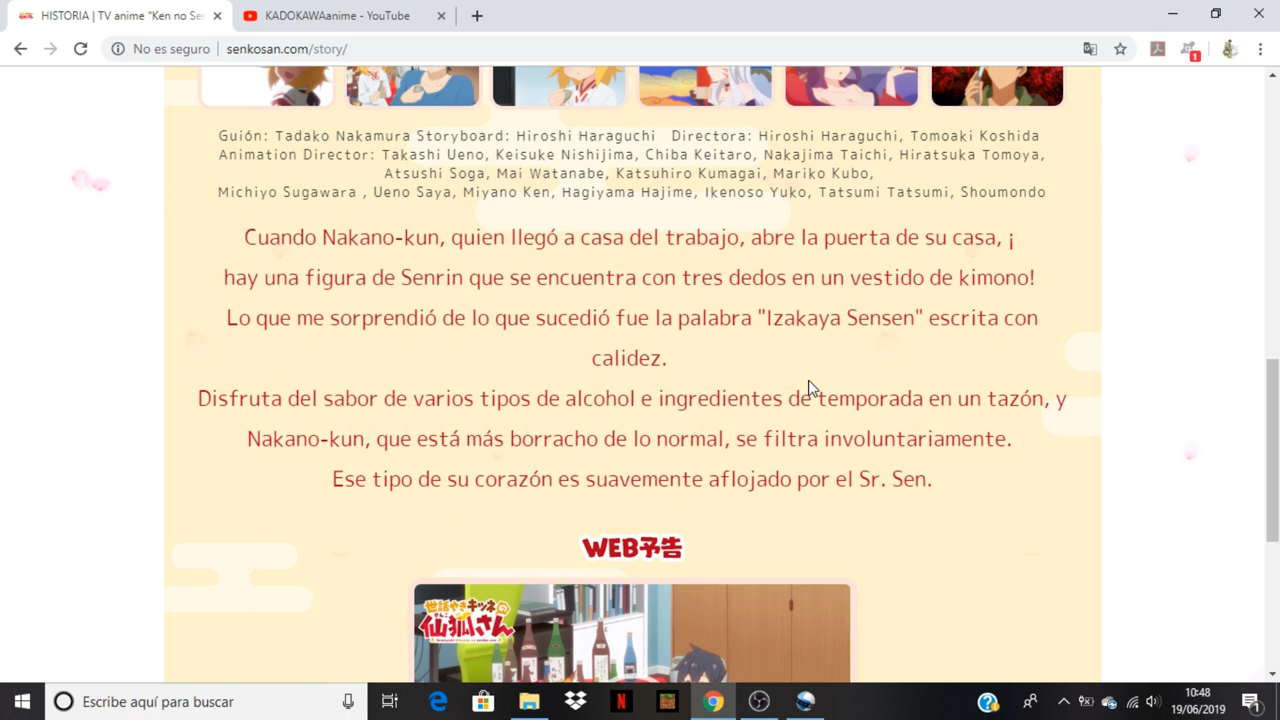 HISTORIA | TV anime "Ken no Se
KADOKAWAanime - YouTube
No es seguro
senkosan.com/story/
1
Guión: Tadako Nakamura Storyboard: Hiroshi Haraguchi Directora: Hiroshi Haraguchi, Tomoaki Koshida
Animation Director: Takashi Ueno, Keisuke Nishijima, Chiba Keitaro, Nakajima Taichi, Hiratsuka Tomoya,
Atsushi Soga, Mai Watanabe, Katsuhiro Kumagai, Mariko Kubo,
Michiyo Sugawara , Ueno Saya, Miyano Ken, Hagiyama Hajime, Ikenoso Yuko, Tatsumi Tatsumi, Shoumondo
Cuando Nakano-kun, quien llegó a casa del trabajo, abre la puerta de su casa, ¡
hay una figura de Senrin que se encuentra con tres dedos en un vestido de kimono!
Lo que me sorprendió de lo que sucedió fue la palabra "Izakaya Sensen" escrita con
calidez.
Disfruta del sabor de varios tipos de alcohol e ingredientes de temporada en un tazón, y
Nakano-kun, que está más borracho de lo normal, se filtra involuntariamente.
Ese tipo de su corazón es suavemente aflojado por el Sr. Sen.
WEB予告
世話やきキツネの
仙狐さん
Escribe aquí para buscar
10:48
19/06/2019
1